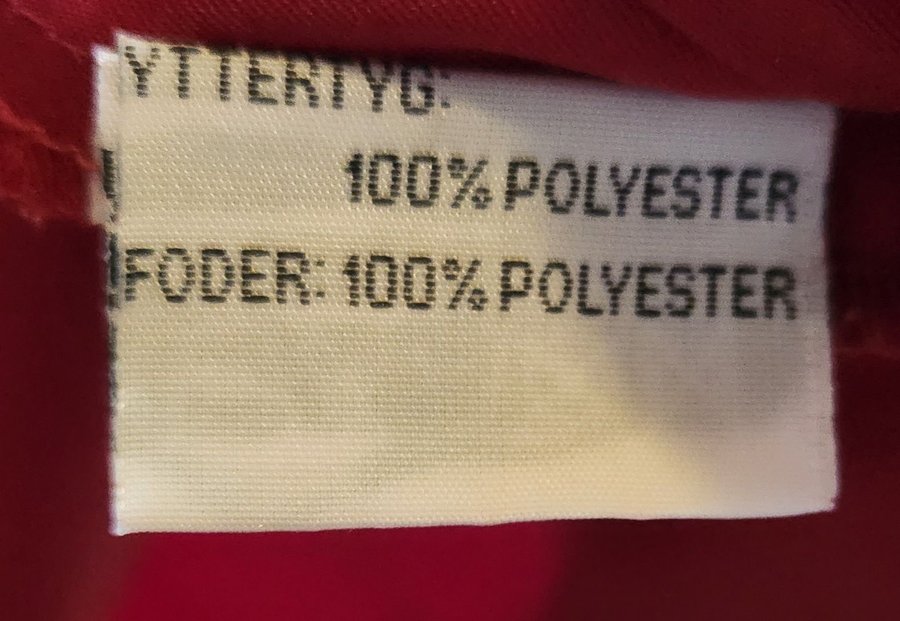 YTTERTYG:
100% POLYESTER
FODER: 100% POLYESTER